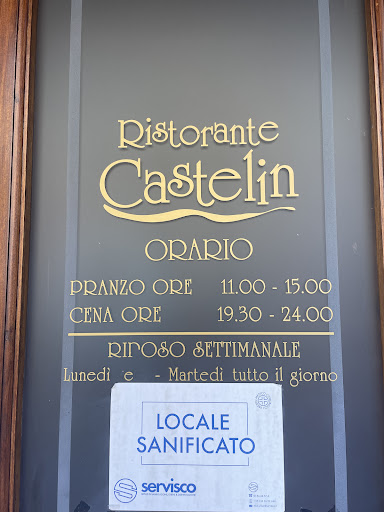 Ristorante
Castelin
ORARIO
PRANZO ORE 11.00 - 15.00
CENA ORE 19.30 - 24.00
RIPOSO SETTIMANALE
Lunedì e - Martedì tutto il giorno
LOCALE
SANIFICATO
servisco